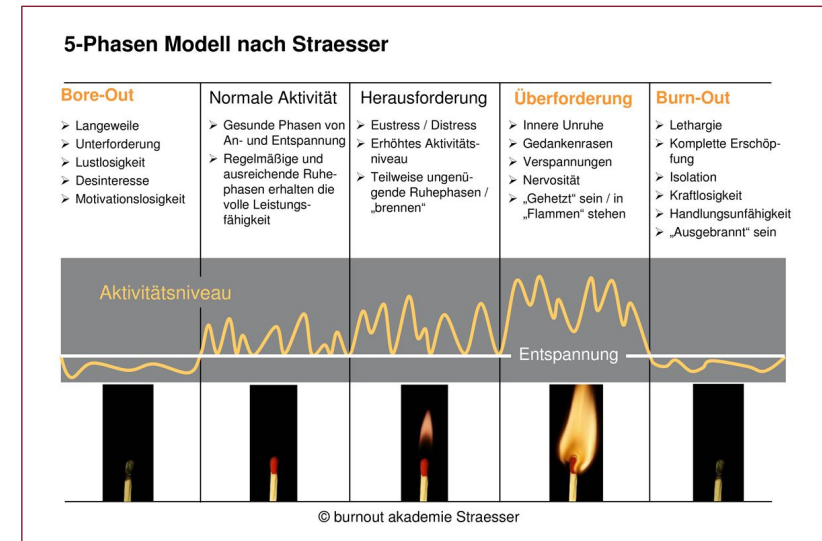 5-Phasen Modell nach Straesser
Bore-Out
➢ Langeweile
➢ Unterforderung
➢ Lustlosigkeit
➢ Desinteresse
➢ Motivationslosigkeit
Normale Aktivität
➢ Gesunde Phasen von
An- und Entspannung
➢ Regelmäßige und
ausreichende Ruhe-
phasen erhalten die
volle Leistungs-
fähigkeit
Herausforderung
➢ Eustress / Distress
➢ Erhöhtes Aktivitäts-
niveau
➢ Teilweise ungenü-
gende Ruhephasen /
„brennen“
Überforderung
➢ Innere Unruhe
➢ Gedankenrasen
➢ Verspannungen
➢ Nervosität
➢ „Gehetzt“ sein / in
„Flammen“ stehen
Burn-Out
➢ Lethargie
➢ Komplette Erschöp-
fung
➢ Isolation
➢ Kraftlosigkeit
➢ Handlungsunfähigkeit
➢ „Ausgebrannt“ sein
Aktivitätsniveau
Entspannung
© burnout akademie Straesser